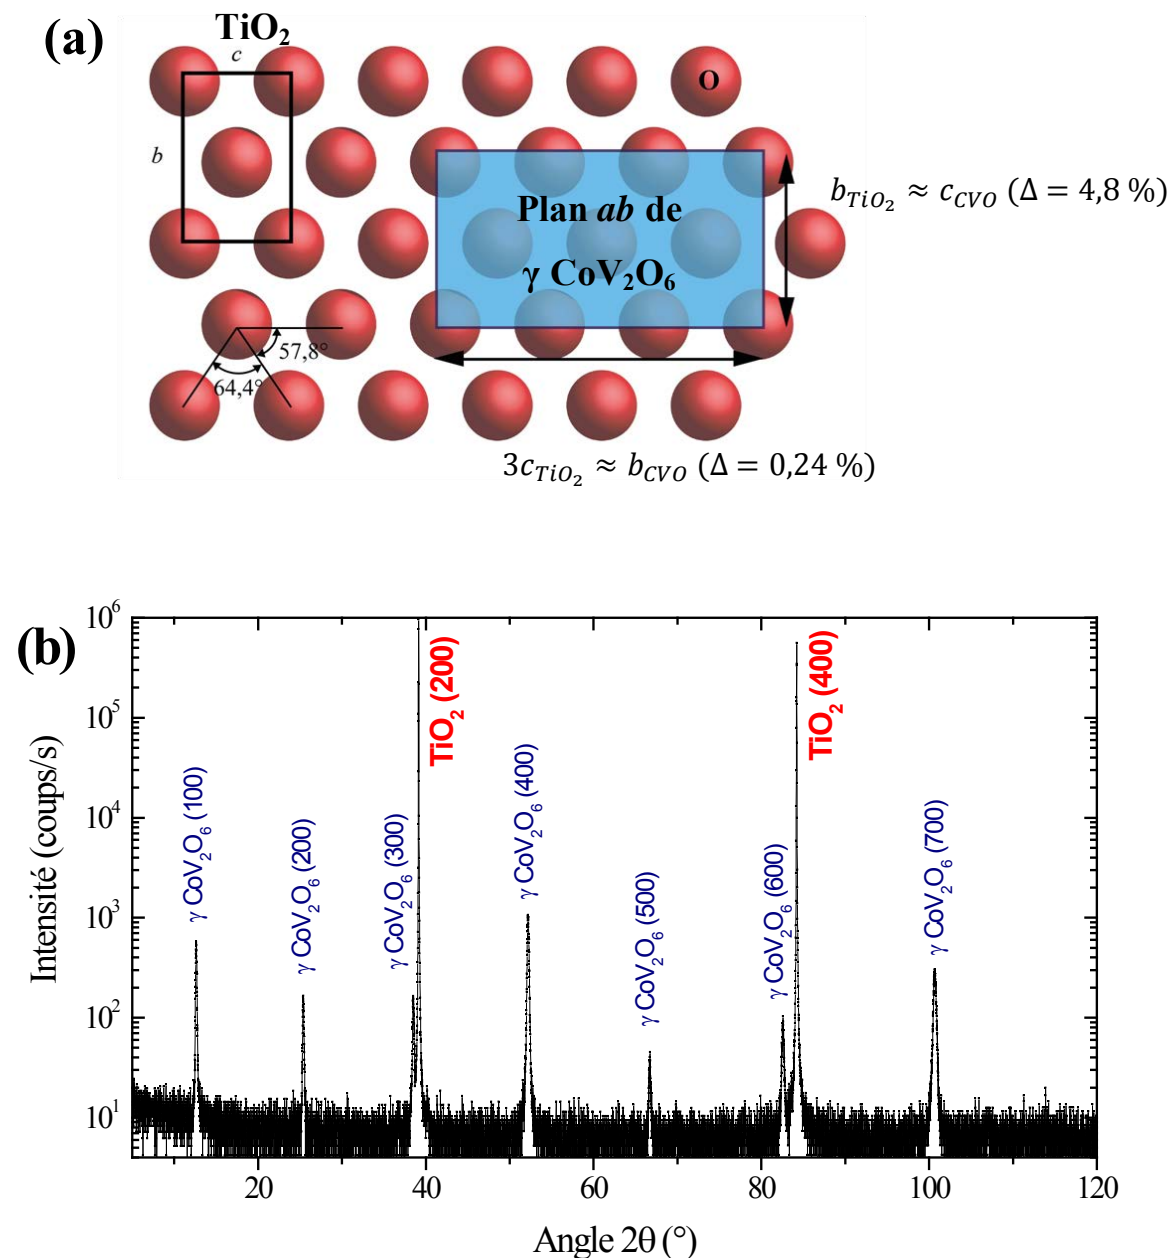 (a)
TiO₂
c
O
b
Plan ab de
γ CoV₂O₆
b_TiO₂ ≈ c_CVO (Δ = 4,8 %)
57,8°
64,4°
3c_TiO₂ ≈ b_CVO (Δ = 0,24 %)
(b)
Intensité (coups/s)
10⁶
10⁵
10⁴
10³
10²
10¹
γ CoV₂O₆ (100)
γ CoV₂O₆ (200)
γ CoV₂O₆ (300)
TiO₂ (200)
γ CoV₂O₆ (400)
γ CoV₂O₆ (500)
γ CoV₂O₆ (600)
TiO₂ (400)
γ CoV₂O₆ (700)
20 40 60 80 100 120
Angle 2θ (°)